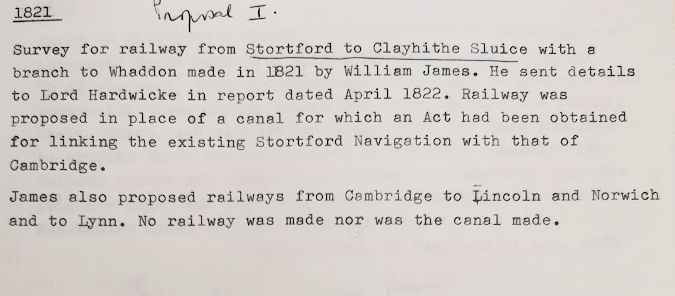 1821 Proposal I.
Survey for railway from Stortford to Clayhithe Sluice with a
branch to Whaddon made in 1821 by William James. He sent details
to Lord Hardwicke in report dated April 1822. Railway was
proposed in place of a canal for which an Act had been obtained
for linking the existing Stortford Navigation with that of
Cambridge.
James also proposed railways from Cambridge to Lincoln and Norwich
and to Lynn. No railway was made nor was the canal made.